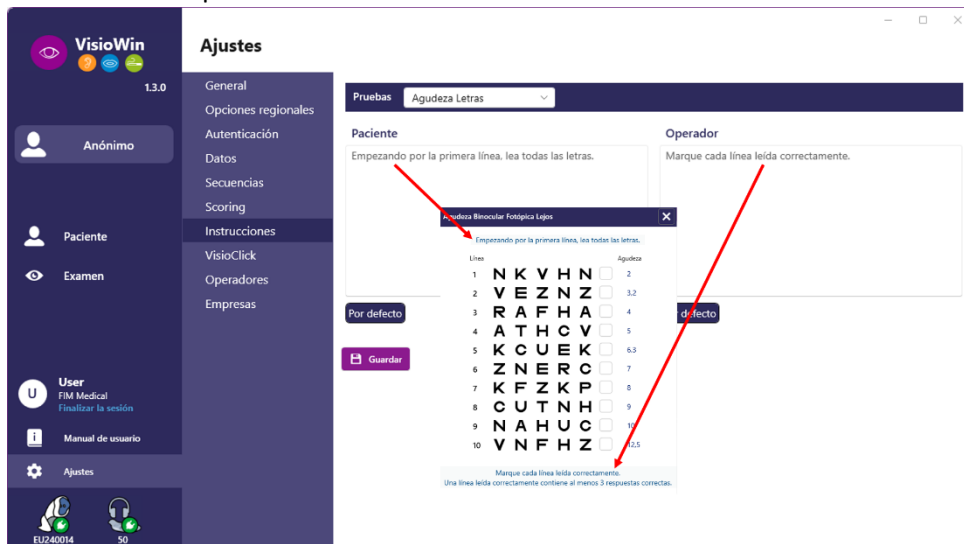 VisioWin
1.3.0
Anónimo
Paciente
Examen
U
User
FIM Medical
Finalizar la sesión
i
Manual de usuario
Ajustes
EU240014
50
Ajustes
General
Opciones regionales
Autenticación
Datos
Secuencias
Scoring
Instrucciones
VisioClick
Operadores
Empresas
Pruebas Agudeza Letras
Paciente
Empezando por la primera línea, lea todas las letras.
Por defecto
Guardar
Operador
Marque cada línea leída correctamente.
defecto
Agudeza Binocular Fotópica Lejos
Empezando por la primera línea, lea todas las letras.
Línea Agudeza
1 N K V H N 2
2 V E Z N Z 3,2
3 R A F H A 4
4 A T H C V 5
5 K C U E K 6.3
6 Z N E R C 7
7 K F Z K P 8
8 C U T N H 9
9 N A H U C 10
10 V N F H Z 12,5
Marque cada línea leída correctamente.
Una línea leída correctamente contiene al menos 3 respuestas correctas.